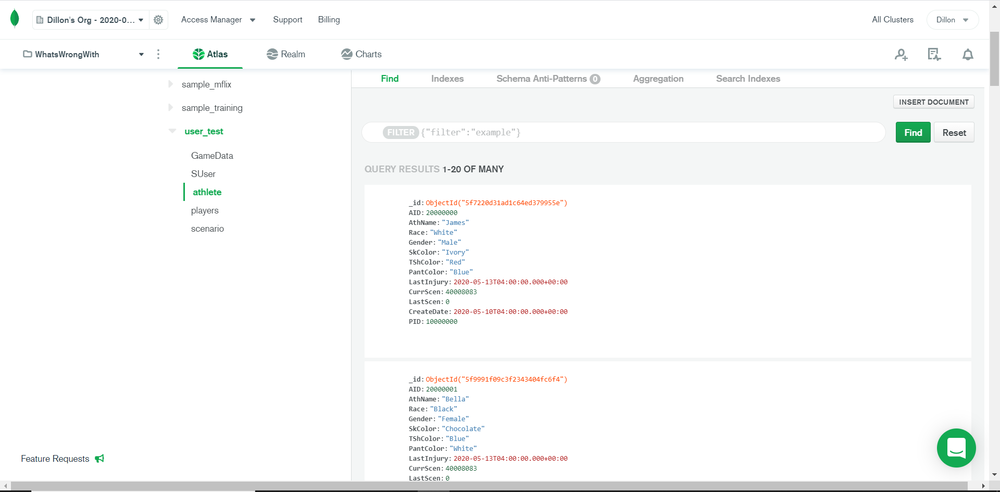 Dillon's Org - 2020-0... Access Manager Support Billing All Clusters Dillon
WhatsWrongWith Atlas Realm Charts
sample_mflix
sample_training
user_test
GameData
SUser
athlete
players
scenario
Feature Requests
Find Indexes Schema Anti-Patterns 0 Aggregation Search Indexes
INSERT DOCUMENT
FILTER {"filter":"example"} Find Reset
QUERY RESULTS 1-20 OF MANY
_id: ObjectId("5f7220d31ad1c64ed379955e")
AID: 20000000
AthName: "James"
Race: "White"
Gender: "Male"
SkColor: "Ivory"
TShColor: "Red"
PantColor: "Blue"
LastInjury: 2020-05-13T04:00:00.000+00:00
CurrScen: 40008083
LastScen: 0
CreateDate: 2020-05-10T04:00:00.000+00:00
PID: 10000000
_id: ObjectId("5f9991f09c3f2343404fc6f4")
AID: 20000001
AthName: "Bella"
Race: "Black"
Gender: "Female"
SkColor: "Chocolate"
TShColor: "Blue"
PantColor: "White"
LastInjury: 2020-05-13T04:00:00.000+00:00
CurrScen: 40008083
LastScen: 0